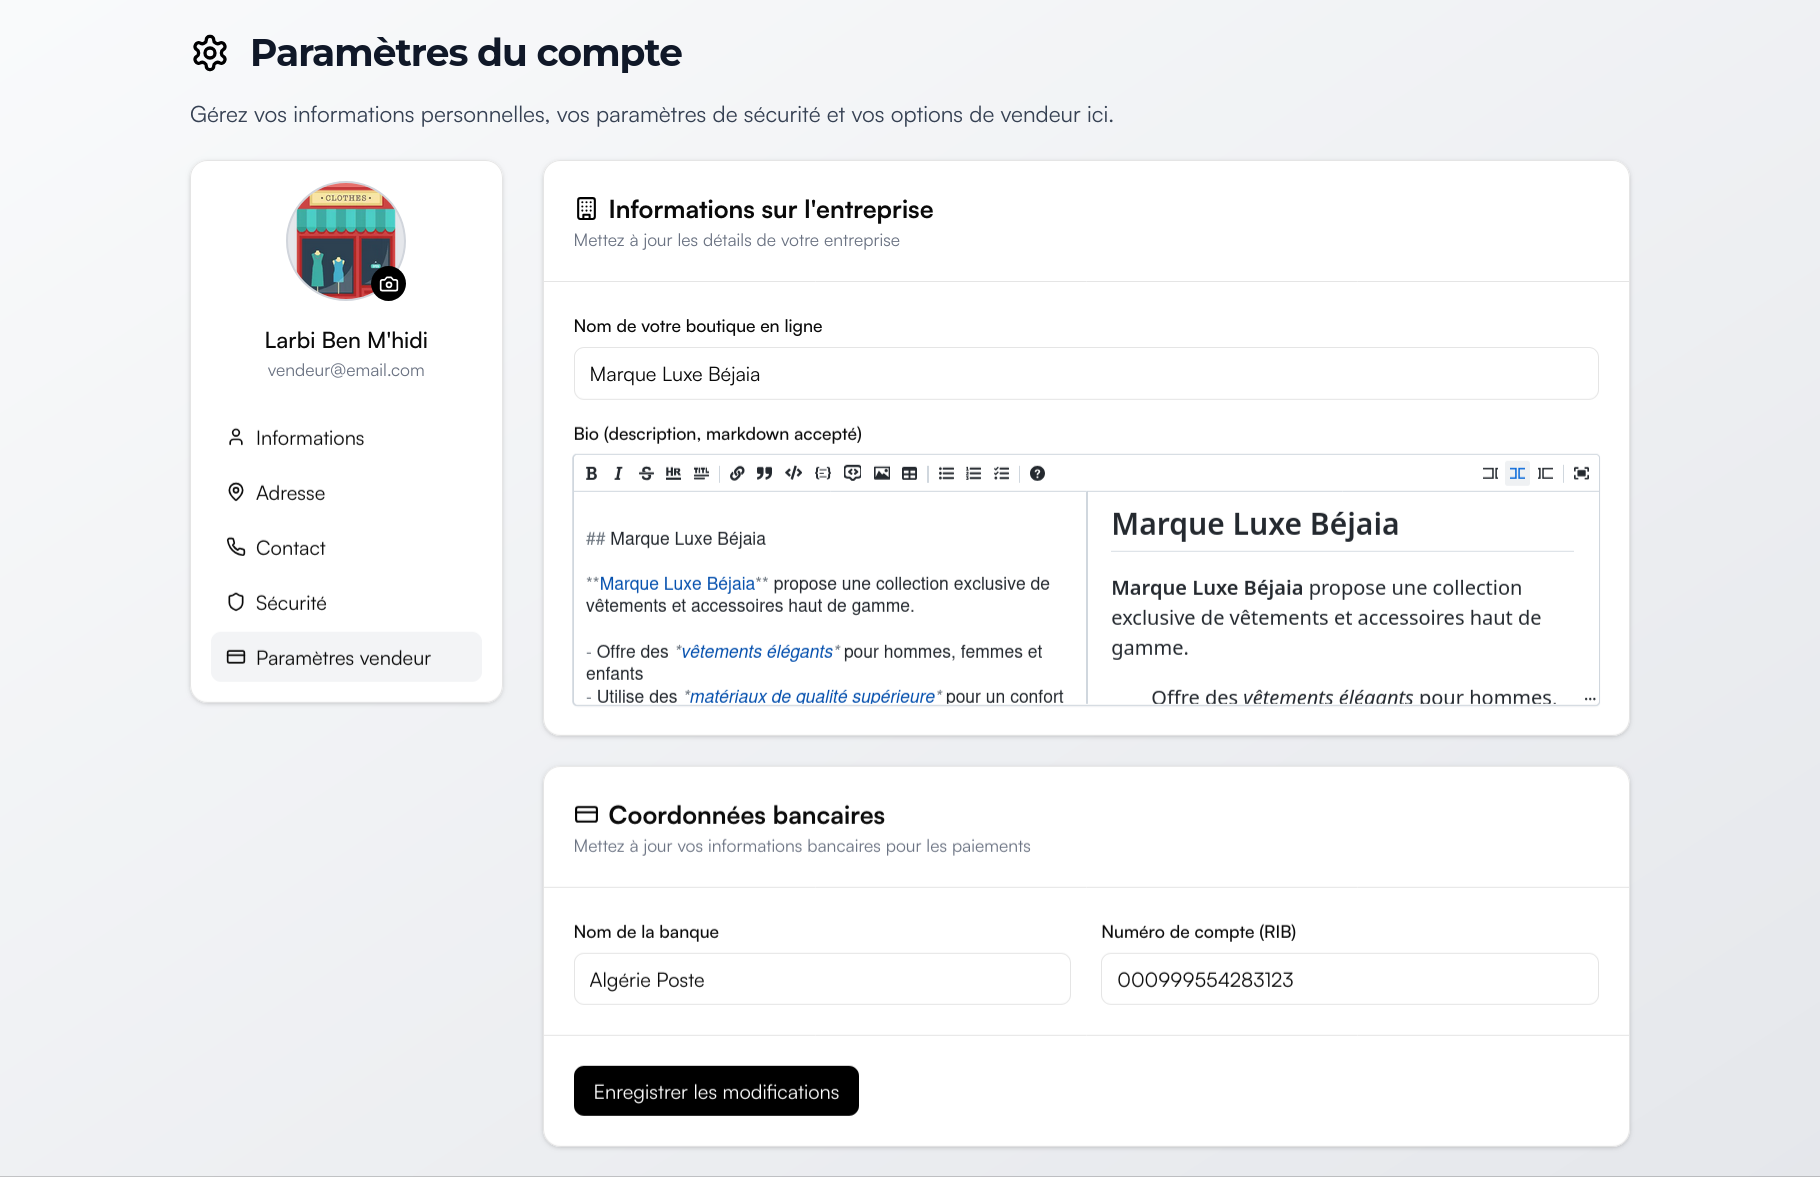 Paramètres du compte
Gérez vos informations personnelles, vos paramètres de sécurité et vos options de vendeur ici.
• CLOTHES •
Larbi Ben M'hidi
vendeur@email.com
Informations
Adresse
Contact
Sécurité
Paramètres vendeur
Informations sur l'entreprise
Mettez à jour les détails de votre entreprise
Nom de votre boutique en ligne
Marque Luxe Béjaia
Bio (description, markdown accepté)
B I S HR TITL
## Marque Luxe Béjaia
**Marque Luxe Béjaia** propose une collection exclusive de
vêtements et accessoires haut de gamme.
- Offre des *vêtements élégants* pour hommes, femmes et
enfants
- Utilise des *matériaux de qualité supérieure* pour un confort
Marque Luxe Béjaia
Marque Luxe Béjaia propose une collection
exclusive de vêtements et accessoires haut de
gamme.
Offre des vêtements élégants pour hommes,
Coordonnées bancaires
Mettez à jour vos informations bancaires pour les paiements
Nom de la banque
Algérie Poste
Numéro de compte (RIB)
000999554283123
Enregistrer les modifications